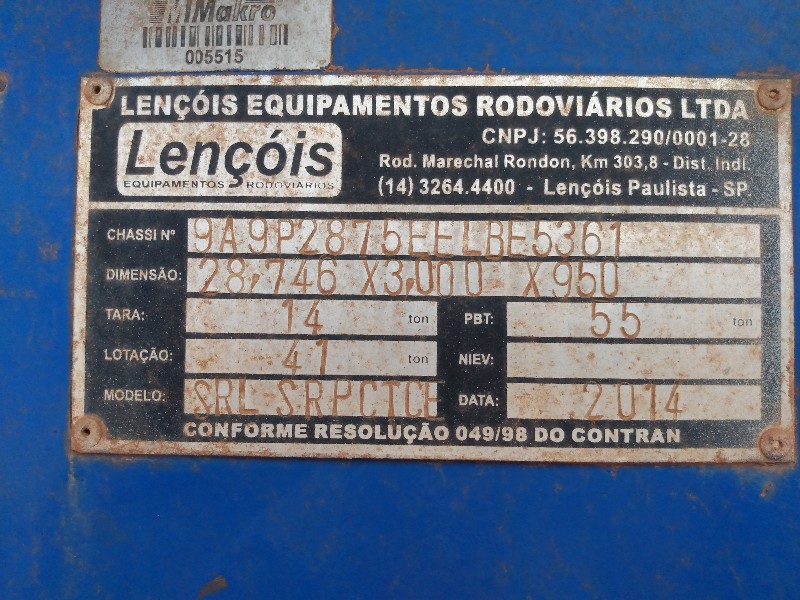 Makro
005515
LENÇÓIS EQUIPAMENTOS RODOVIÁRIOS LTDA
Lençóis
EQUIPAMENTOS RODOVIÁRIOS
CNPJ: 56.398.290/0001-28
Rod. Marechal Rondon, Km 303,8 - Dist. Indl.
(14) 3264.4400 - Lençóis Paulista - SP.
CHASSI Nº 9A9P2875EELBE5361
DIMENSÃO: 28,746 X3,000 X950
TARA: 14 ton PBT: 55 ton
LOTAÇÃO: 41 ton NIEV:
MODELO: SRL SRPCTCE DATA: 2014
CONFORME RESOLUÇÃO 049/98 DO CONTRAN